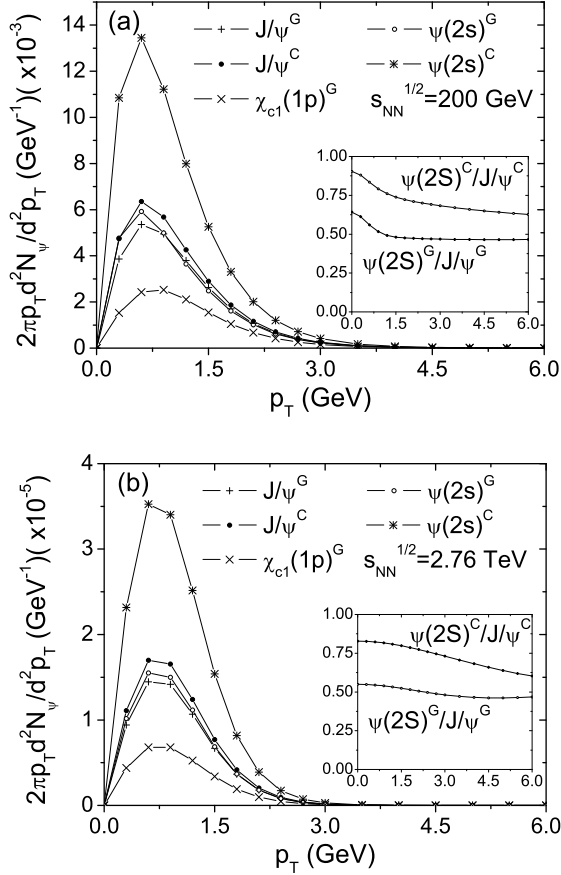 (a)
J/ψ^G
ψ(2s)^G
J/ψ^C
ψ(2s)^C
χ_c1(1p)^G
s_NN^1/2=200 GeV
2πp_T d²N_ψ/d²p_T (GeV⁻¹)( x10⁻³)
14
12
10
8
6
4
2
0
0.0 1.5 3.0 4.5 6.0
p_T (GeV)
1.00
0.75
0.50
0.25
0.00
ψ(2S)^C/J/ψ^C
ψ(2S)^G/J/ψ^G
0.0 1.5 3.0 4.5 6.0
(b)
J/ψ^G
ψ(2s)^G
J/ψ^C
ψ(2s)^C
χ_c1(1p)^G
s_NN^1/2=2.76 TeV
2πp_T d²N_ψ/d²p_T (GeV⁻¹)( x10⁻⁵)
4
3
2
1
0
0.0 1.5 3.0 4.5 6.0
p_T (GeV)
1.00
0.75
0.50
0.25
0.00
ψ(2S)^C/J/ψ^C
ψ(2S)^G/J/ψ^G
0.0 1.5 3.0 4.5 6.0